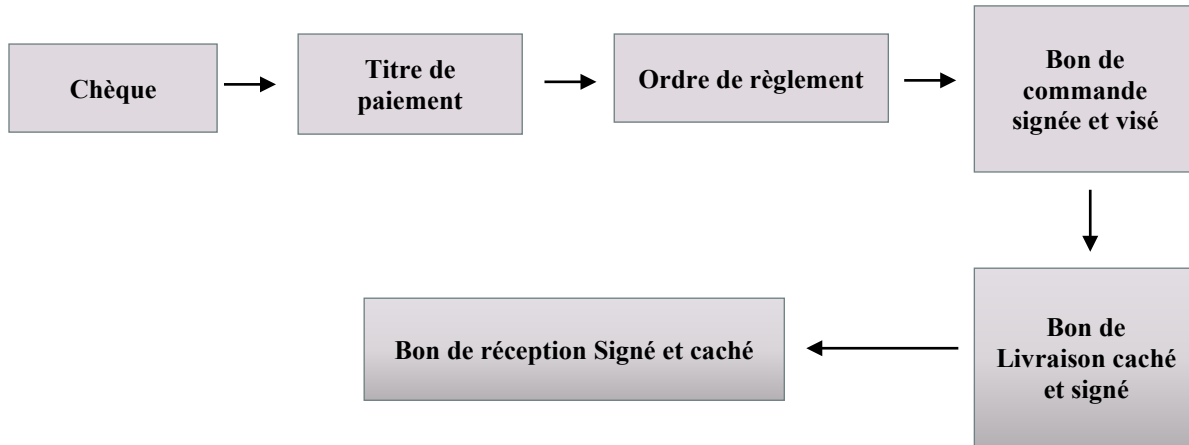 Chèque
Titre de
paiement
Ordre de règlement
Bon de
commande
signée et visé
Bon de
Livraison caché
et signé
Bon de réception Signé et caché